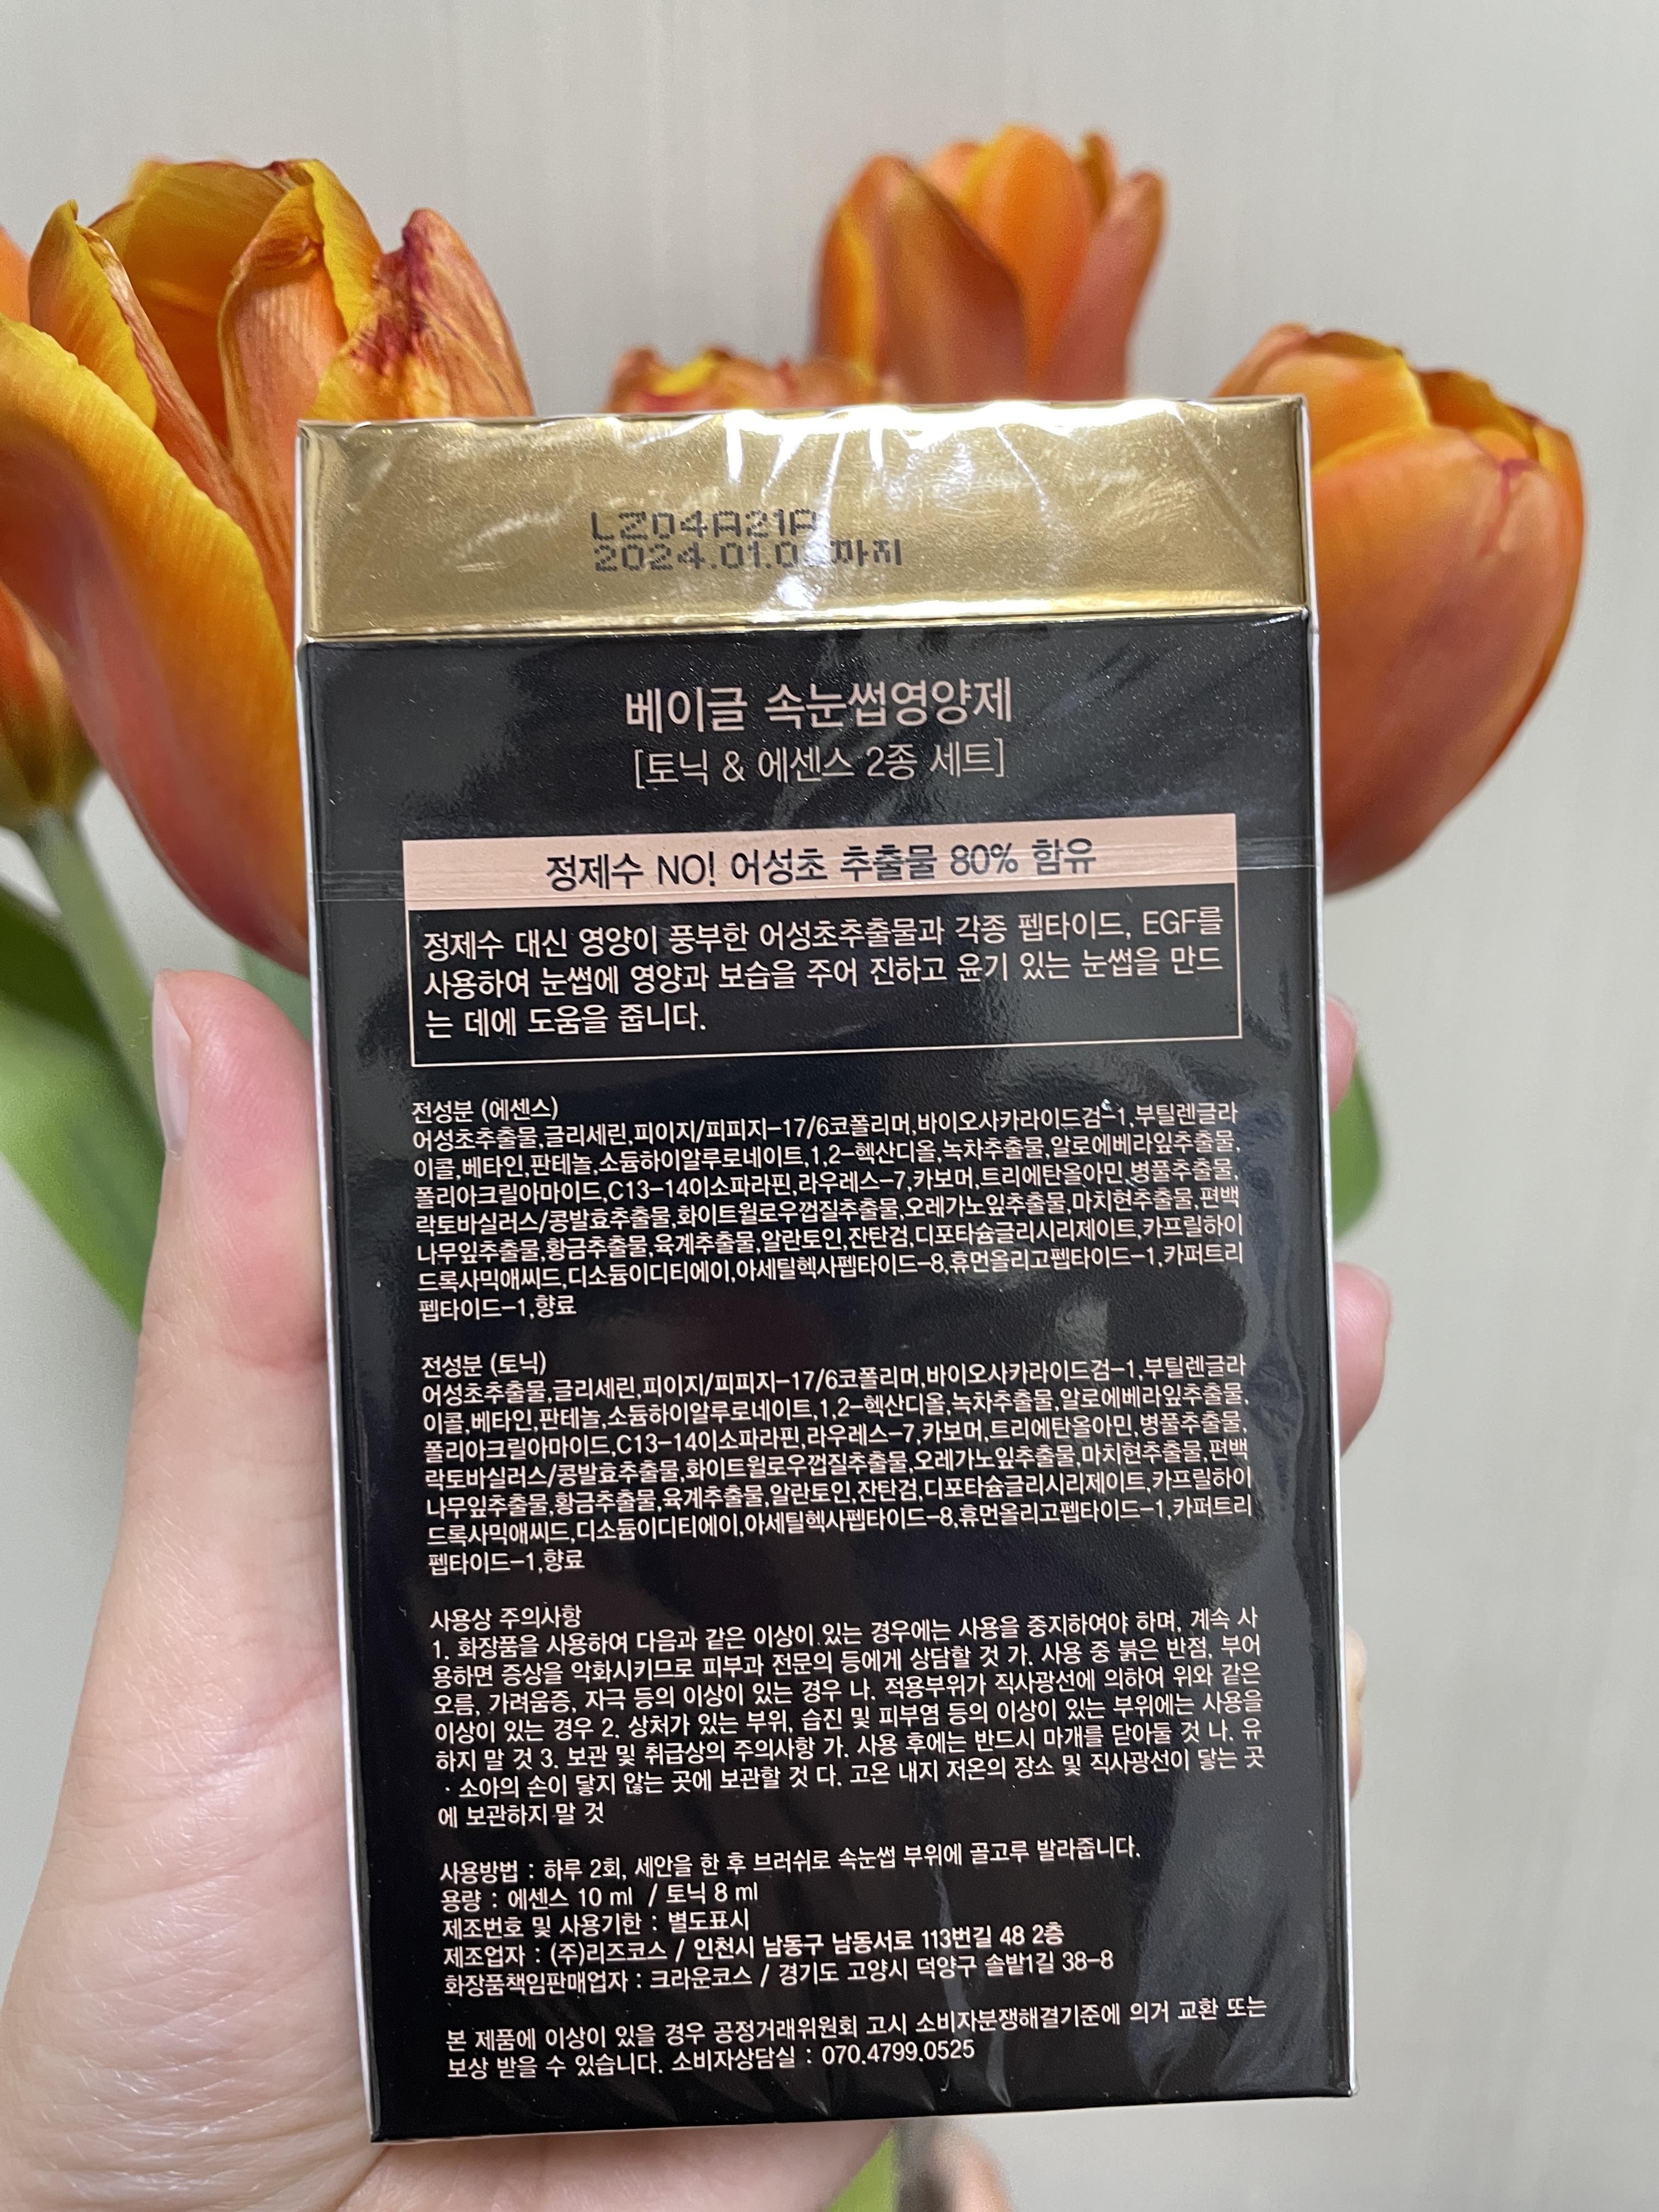 LZ04A21A
2024.01.0 까지
베이글 속눈썹영양제
[토닉 & 에센스 2종 세트]
정제수 NO! 어성초 추출물 80% 함유
정제수 대신 영양이 풍부한 어성초추출물과 각종 펩타이드, EGF를
사용하여 눈썹에 영양과 보습을 주어 진하고 윤기 있는 눈썹을 만드
는 데에 도움을 줍니다.
전성분 (에센스)
어성초추출물,글리세린,피이지/피피지-17/6코폴리머,바이오사카라이드검-1,부틸렌글라
이콜,베타인,판테놀,소듐하이알루로네이트,1,2-헥산디올,녹차추출물,알로에베라잎추출물,
폴리아크릴아마이드,C13-14이소파라핀,라우레스-7,카보머,트리에탄올아민,병풀추출물,
락토바실러스/콩발효추출물,화이트윌로우껍질추출물,오레가노잎추출물,마치현추출물,편백
나무잎추출물,황금추출물,육계추출물,알란토인,잔탄검,디포타슘글리시리제이트,카프릴하이
드록사믹애씨드,디소듐이디티에이,아세틸헥사펩타이드-8,휴먼올리고펩타이드-1,카퍼트리
펩타이드-1,향료
전성분 (토닉)
어성초추출물,글리세린,피이지/피피지-17/6코폴리머,바이오사카라이드검-1,부틸렌글라
이콜,베타인,판테놀,소듐하이알루로네이트,1,2-헥산디올,녹차추출물,알로에베라잎추출물,
폴리아크릴아마이드,C13-14이소파라핀,라우레스-7,카보머,트리에탄올아민,병풀추출물,
락토바실러스/콩발효추출물,화이트윌로우껍질추출물,오레가노잎추출물,마치현추출물,편백
나무잎추출물,황금추출물,육계추출물,알란토인,잔탄검,디포타슘글리시리제이트,카프릴하이
드록사믹애씨드,디소듐이디티에이,아세틸헥사펩타이드-8,휴먼올리고펩타이드-1,카퍼트리
펩타이드-1,향료
사용상 주의사항
1. 화장품을 사용하여 다음과 같은 이상이 있는 경우에는 사용을 중지하여야 하며, 계속 사
용하면 증상을 악화시키므로 피부과 전문의 등에게 상담할 것 가. 사용 중 붉은 반점, 부어
오름, 가려움증, 자극 등의 이상이 있는 경우 나. 적용부위가 직사광선에 의하여 위와 같은
이상이 있는 경우 2. 상처가 있는 부위, 습진 및 피부염 등의 이상이 있는 부위에는 사용을
하지 말 것 3. 보관 및 취급상의 주의사항 가. 사용 후에는 반드시 마개를 닫아둘 것 나. 유
· 소아의 손이 닿지 않는 곳에 보관할 것 다. 고온 내지 저온의 장소 및 직사광선이 닿는 곳
에 보관하지 말 것
사용방법 : 하루 2회, 세안을 한 후 브러쉬로 속눈썹 부위에 골고루 발라줍니다.
용량 : 에센스 10 ml / 토닉 8 ml
제조번호 및 사용기한 : 별도표시
제조업자 : (주)리즈코스 / 인천시 남동구 남동서로 113번길 48 2층
화장품책임판매업자 : 크라운코스 / 경기도 고양시 덕양구 솔밭1길 38-8
본 제품에 이상이 있을 경우 공정거래위원회 고시 소비자분쟁해결기준에 의거 교환 또는
보상 받을 수 있습니다. 소비자상담실 : 070.4799.0525